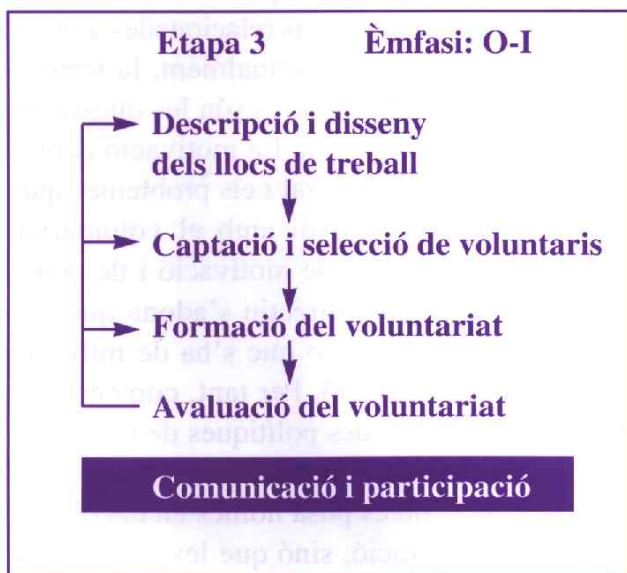 Etapa 3 Èmfasi: O-I
Descripció i disseny
dels llocs de treball
Captació i selecció de voluntaris
Formació del voluntariat
Avaluació del voluntariat
Comunicació i participació